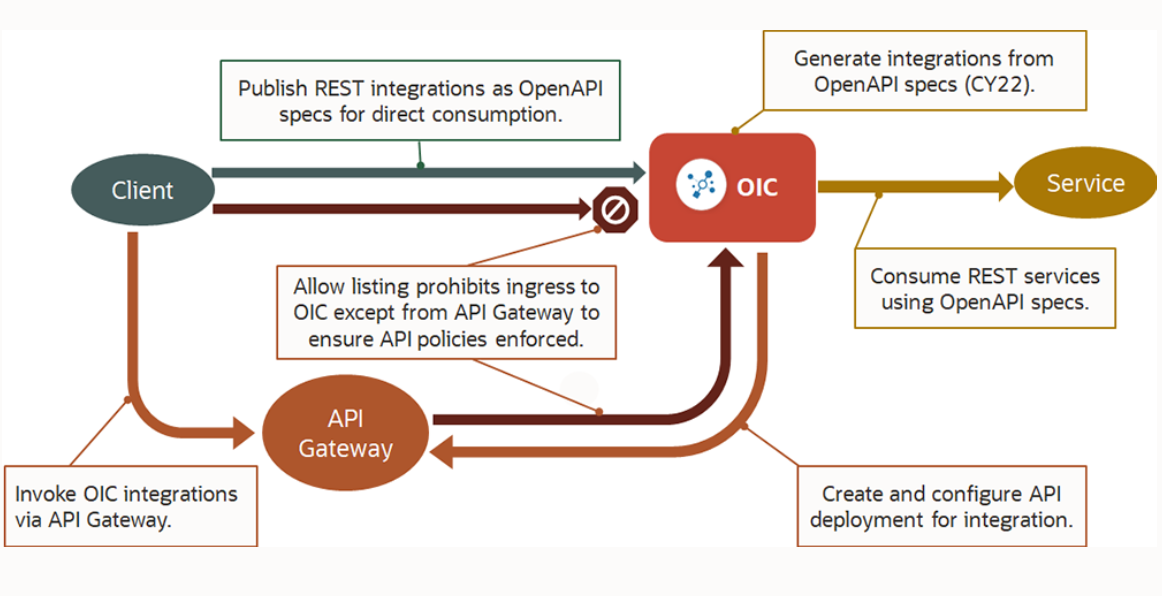 Generate integrations from
OpenAPI specs (CY22).
Publish REST integrations as OpenAPI
specs for direct consumption.
Client
OIC
Service
Allow listing prohibits ingress to
OIC except from API Gateway to
ensure API policies enforced.
Consume REST services
using OpenAPI specs.
API
Gateway
Invoke OIC integrations
via API Gateway.
Create and configure API
deployment for integration.